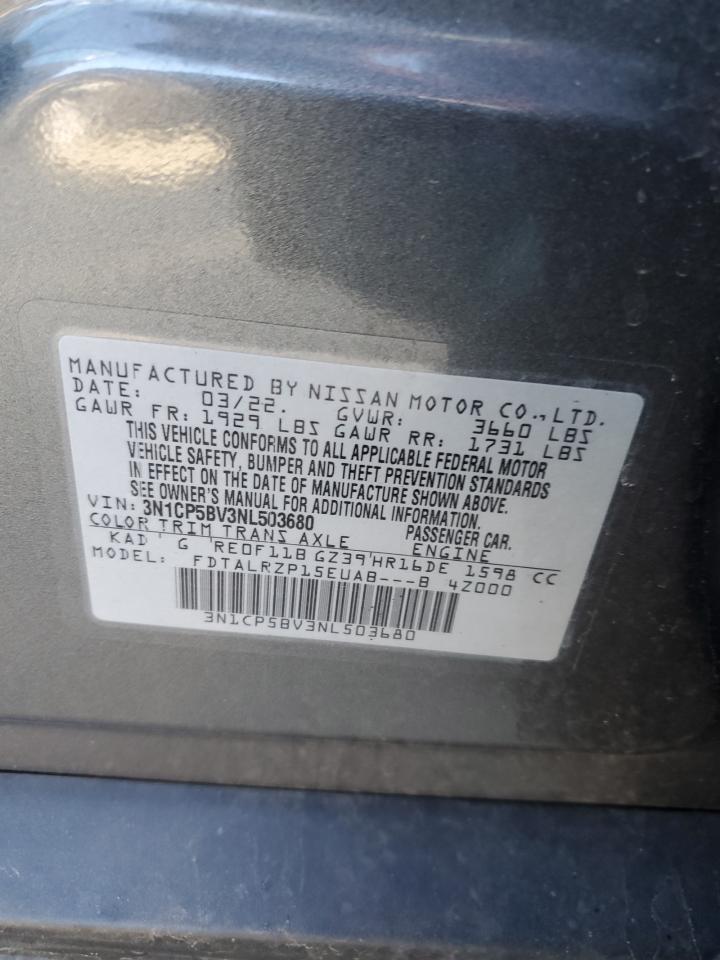 MANUFACTURED BY NISSAN MOTOR CO.,LTD.
DATE: 03/22. GVWR: 3660 LBS
GAWR FR: 1929 LBS GAWR RR: 1731 LBS
THIS VEHICLE CONFORMS TO ALL APPLICABLE FEDERAL MOTOR
VEHICLE SAFETY, BUMPER AND THEFT PREVENTION STANDARDS
IN EFFECT ON THE DATE OF MANUFACTURE SHOWN ABOVE.
SEE OWNER'S MANUAL FOR ADDITIONAL INFORMATION.
VIN: 3N1CP5BV3NL503680 PASSENGER CAR.
COLOR TRIM TRANS AXLE ENGINE
KAD ' G 'RE0F11B GZ39'HR16DE 1598 CC
MODEL: FDTALRZP15EUAB---B 4Z000
3N1CP5BV3NL503680